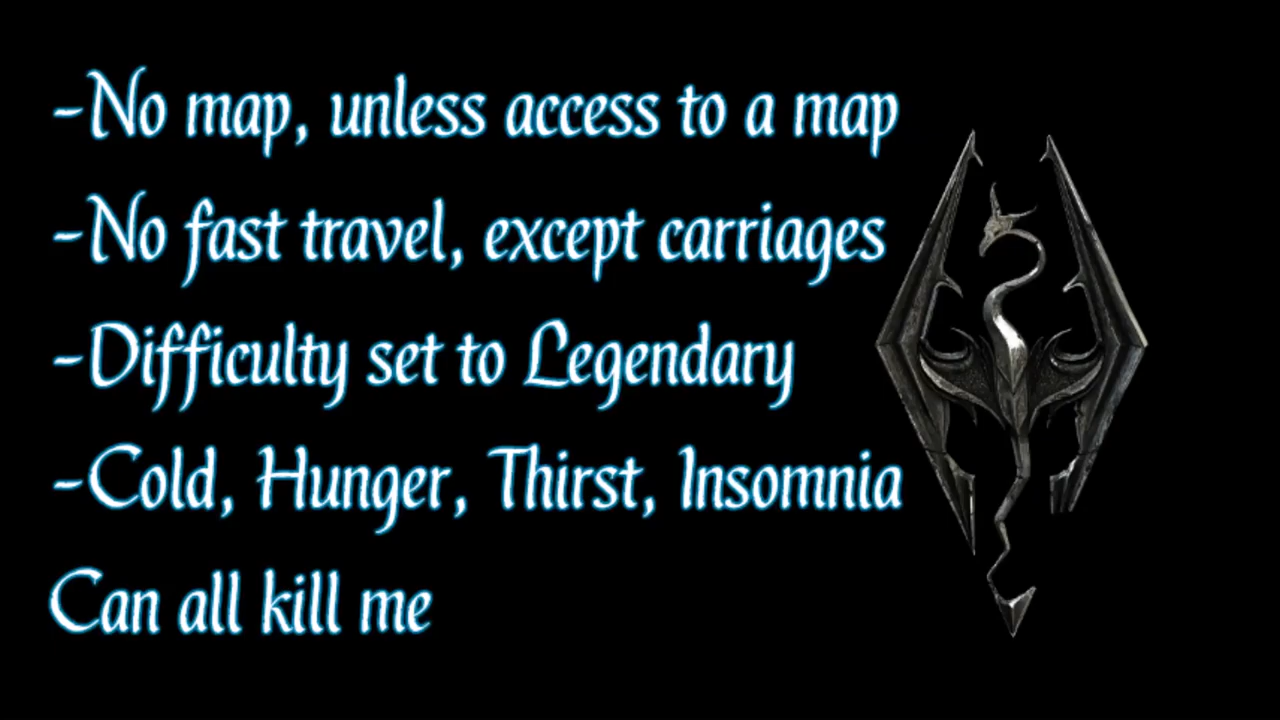 -No map, unless access to a map
-No fast travel, except carriages
-Difficulty set to Legendary
-Cold, Hunger, Thirst, Insomnia
Can all kill me